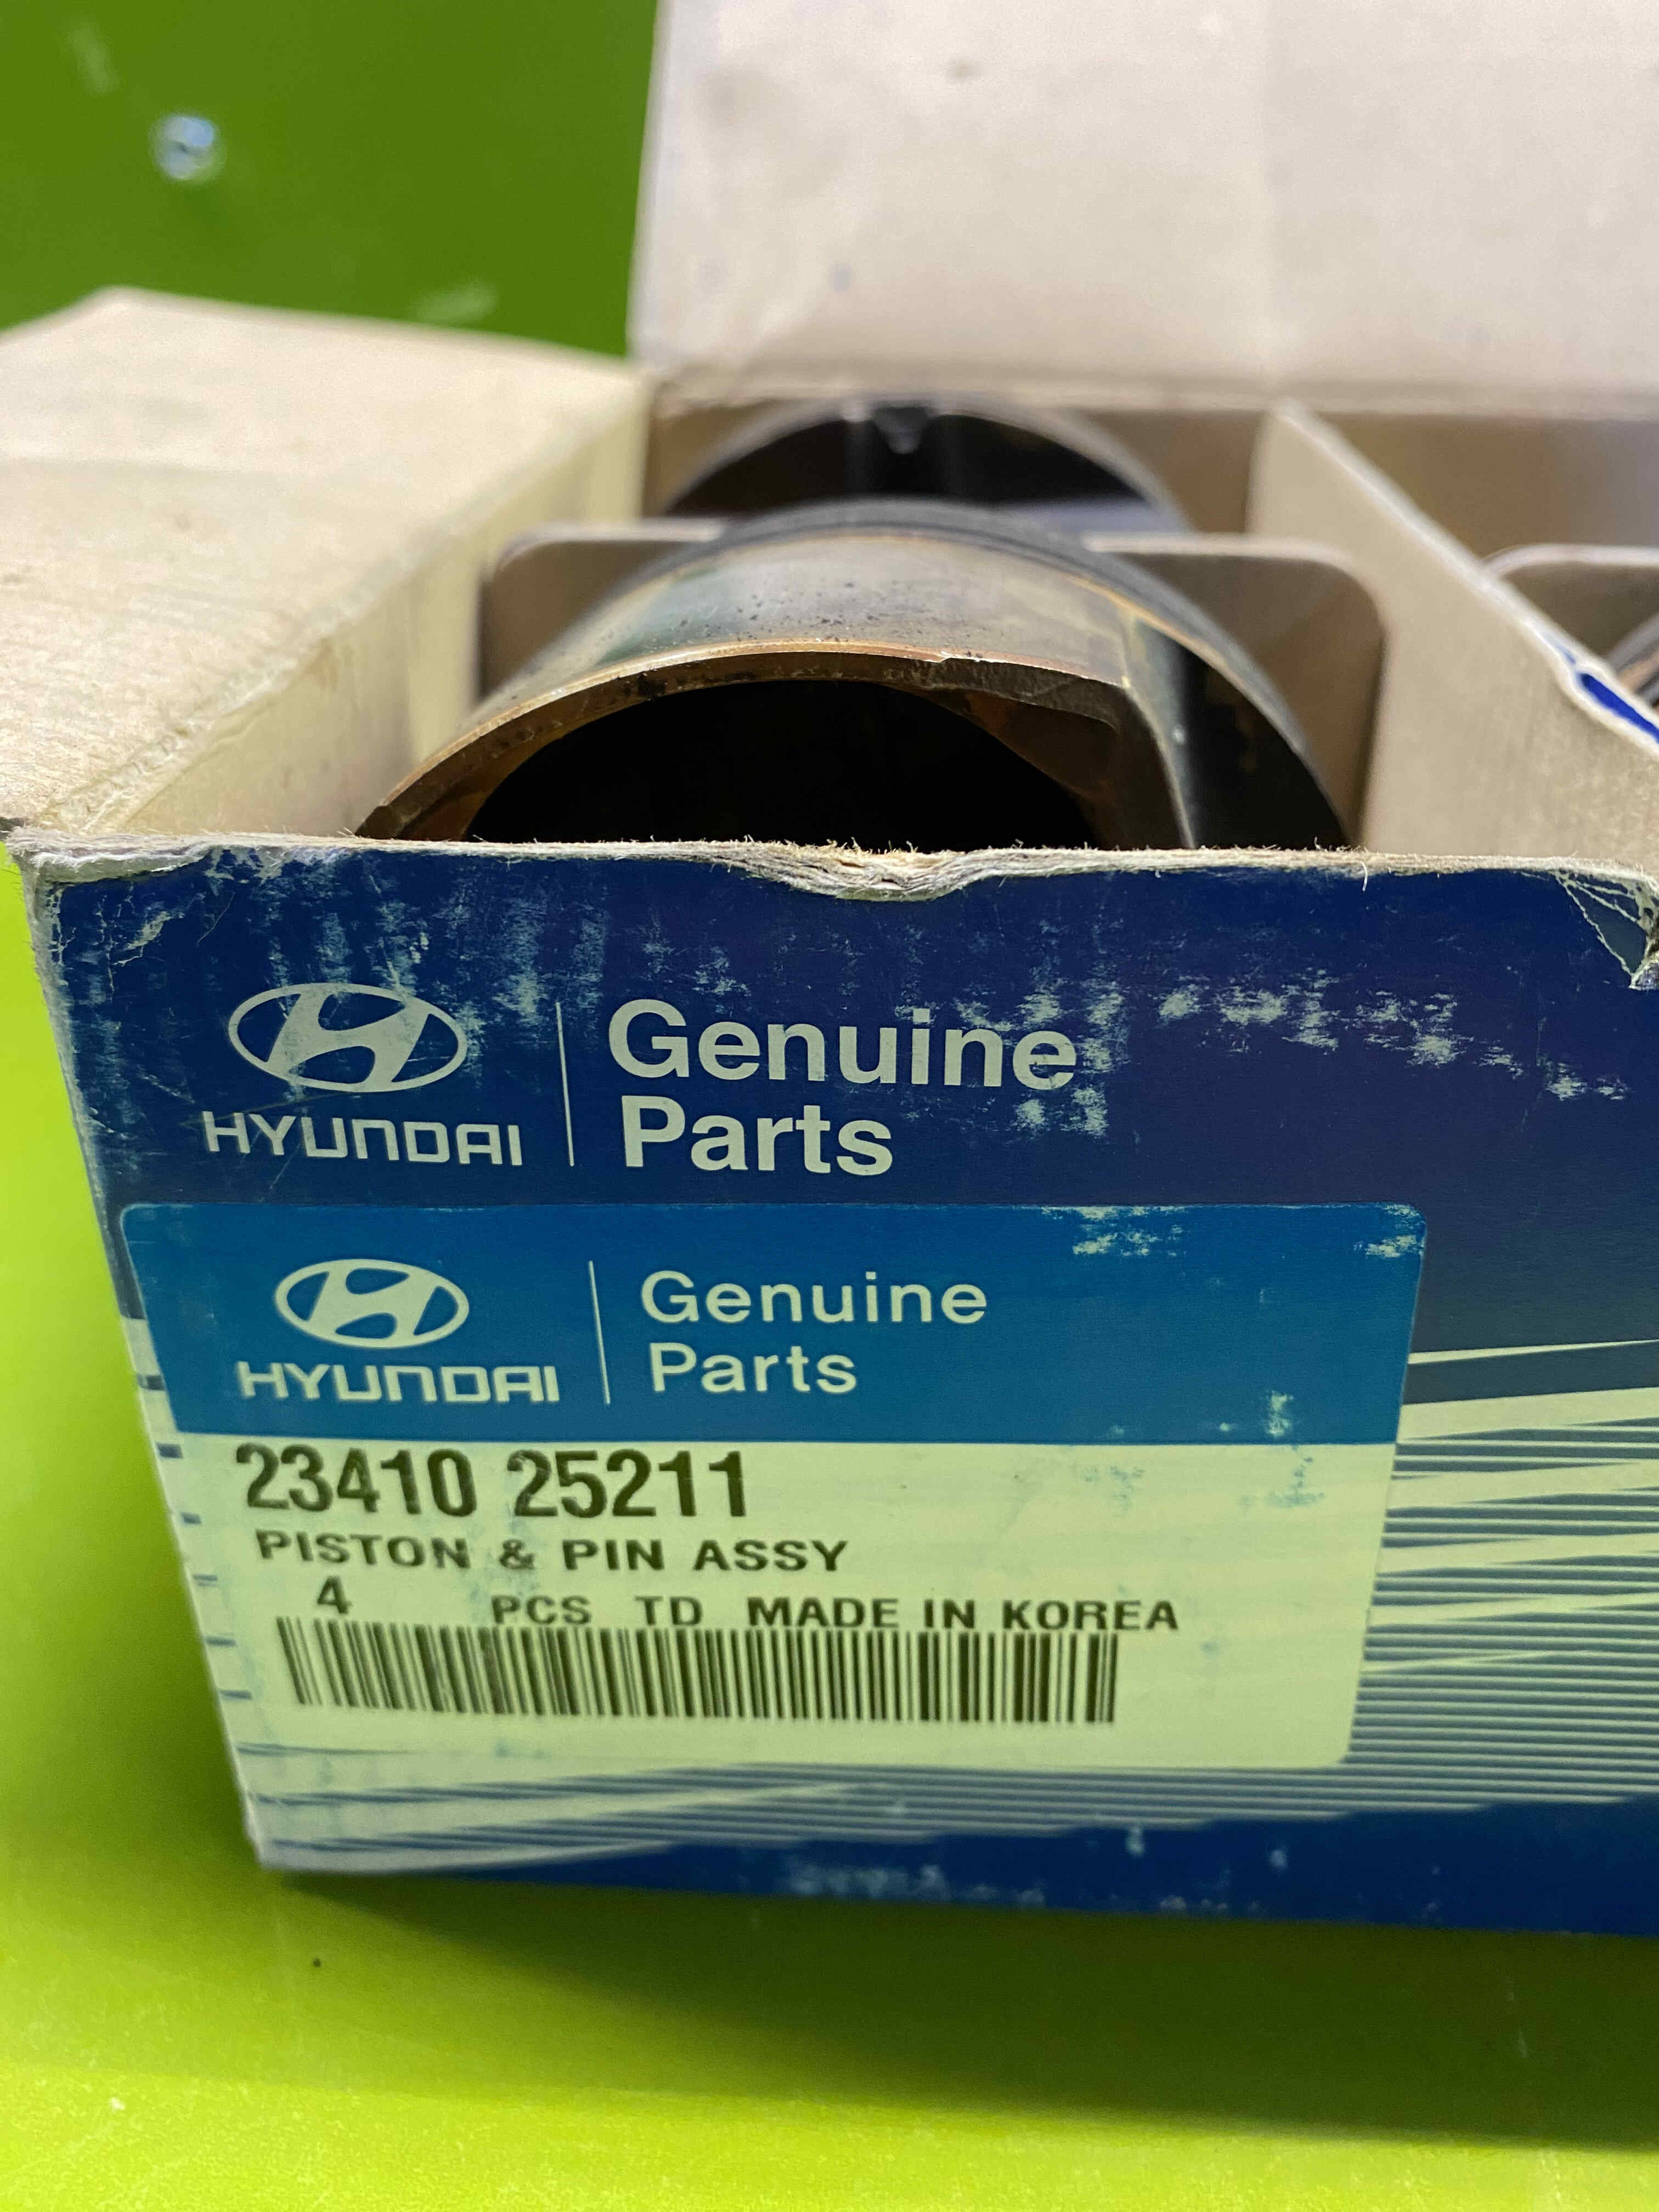 HYUNDAI
Genuine
Parts
HYUNDAI
Genuine
Parts
23410 25211
PISTON & PIN ASSY
4 PCS TD MADE IN KOREA